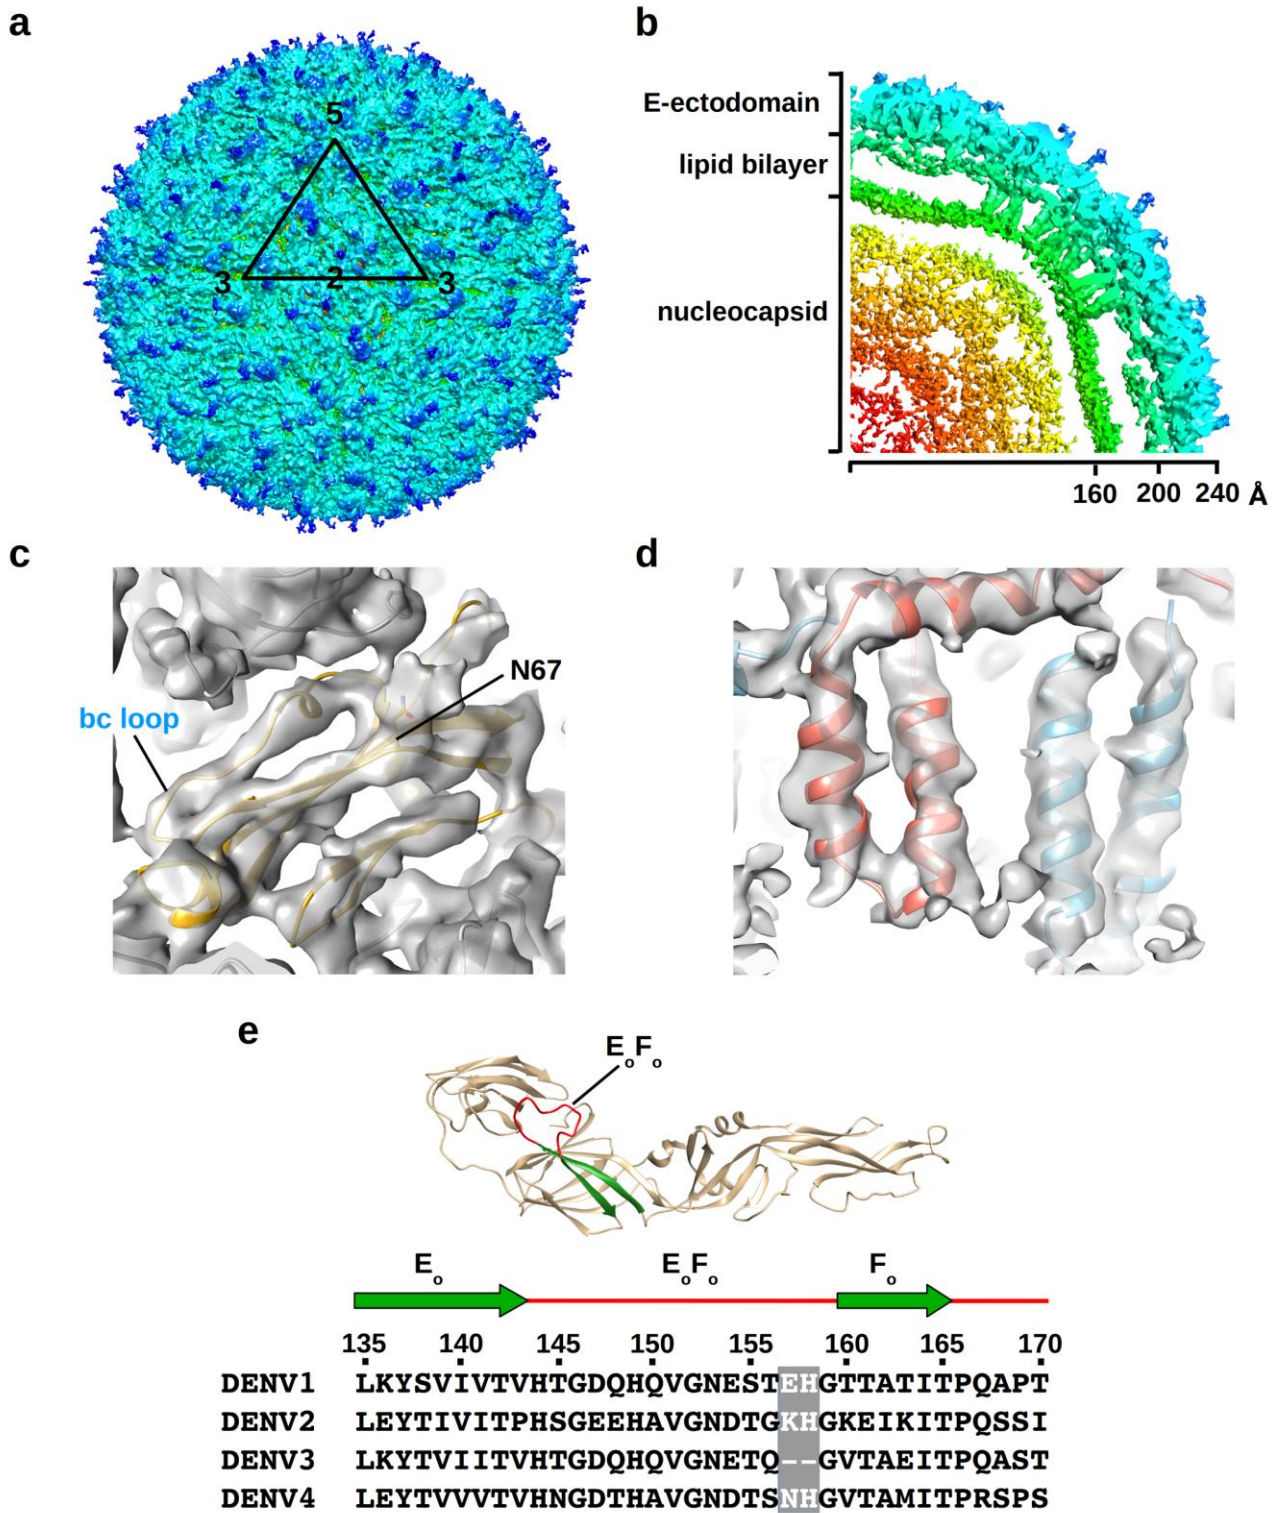 a
5
3 2 3
b
E-ectodomain
lipid bilayer
nucleocapsid
160 200 240 Å
c
bc loop
N67
d
e
EoFo
Eo EoFo Fo
135 140 145 150 155 160 165 170
DENV1 LKYSVIVTVHTGDQHQVGNESTEHGTTATITPQAPT
DENV2 LEYTIVITPHSGEEHAVGNDTGKHGKEIKITPQSSI
DENV3 LKYTVIITVHTGDQHQVGNETQ--GVTAEITPQAST
DENV4 LEYTVVVTVHNGDTHAVGNDTSNHGVTAMITPRSPS